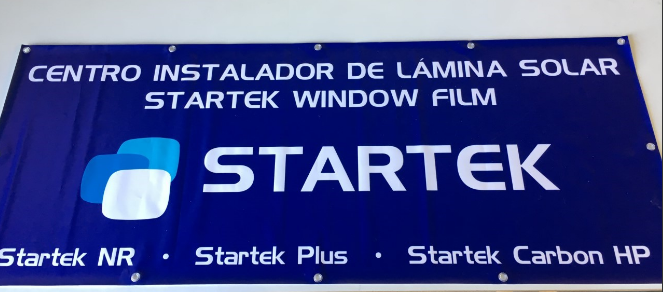 CENTRO INSTALADOR DE LÁMINA SOLAR
STARTEK WINDOW FILM
STARTEK
Startek NR • Startek Plus • Startek Carbon HP